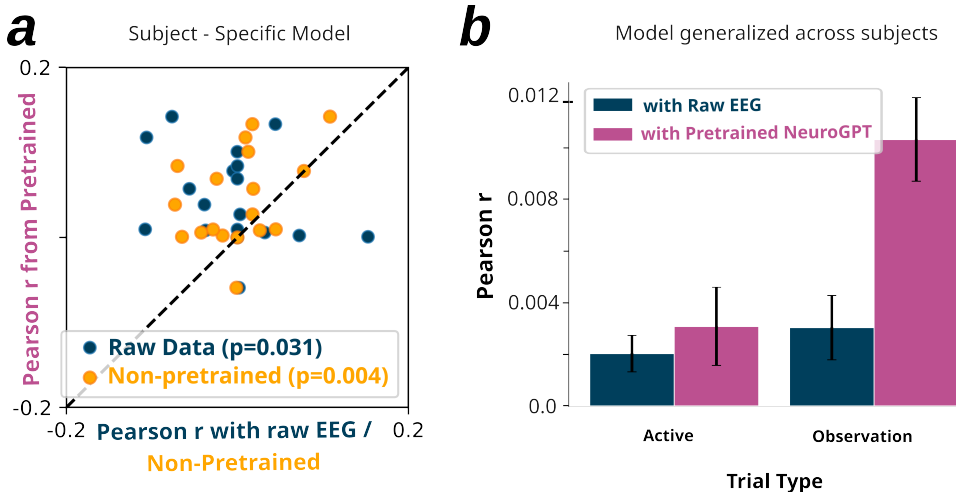 a
Subject - Specific Model
0.2
Pearson r from Pretrained
Raw Data (p=0.031)
Non-pretrained (p=0.004)
-0.2
-0.2
0.2
Pearson r with raw EEG /
Non-Pretrained
b
Model generalized across subjects
0.012
with Raw EEG
with Pretrained NeuroGPT
0.008
Pearson r
0.004
0.0
Active
Observation
Trial Type